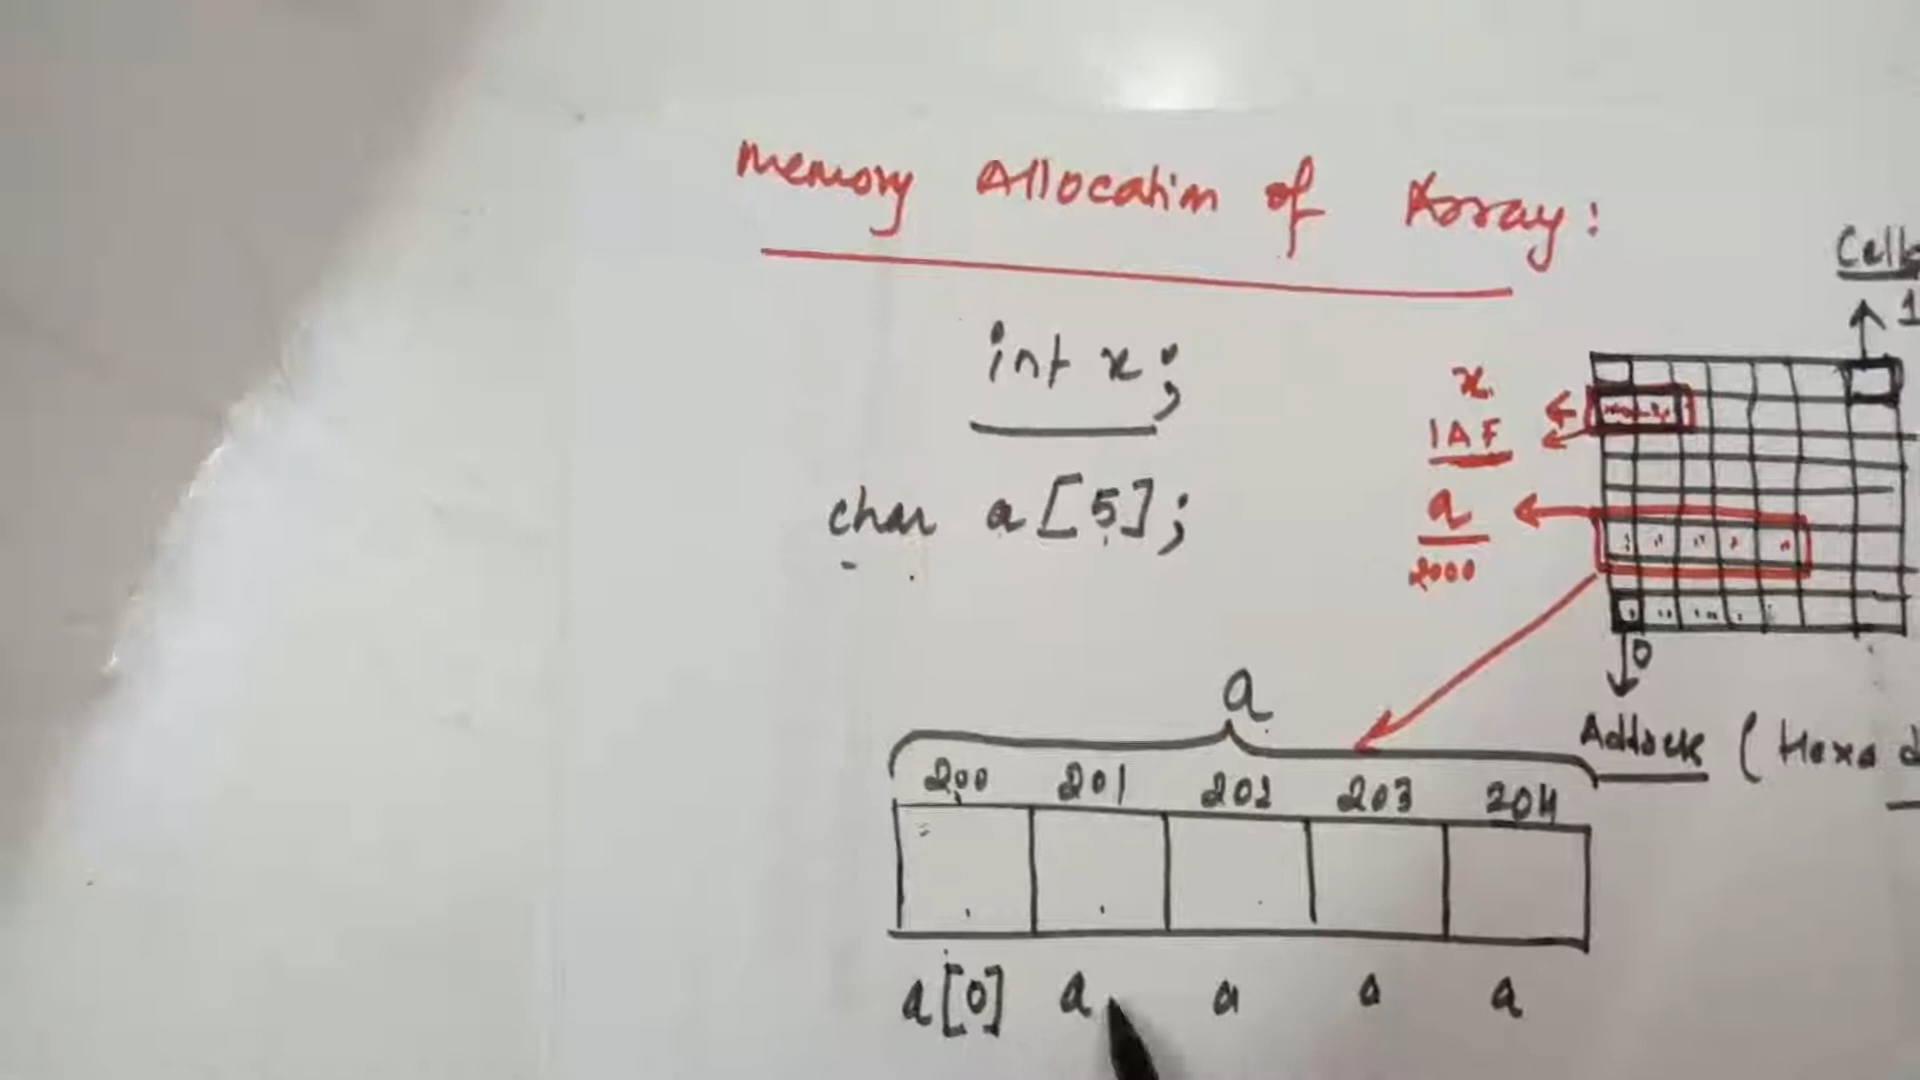 Memory Allocation of Array:
Cells
1
int x;
x
1AF
char a[5];
a
2000
0
Address (Hexa d
a
200 201 202 203 204
a[0] a a a a